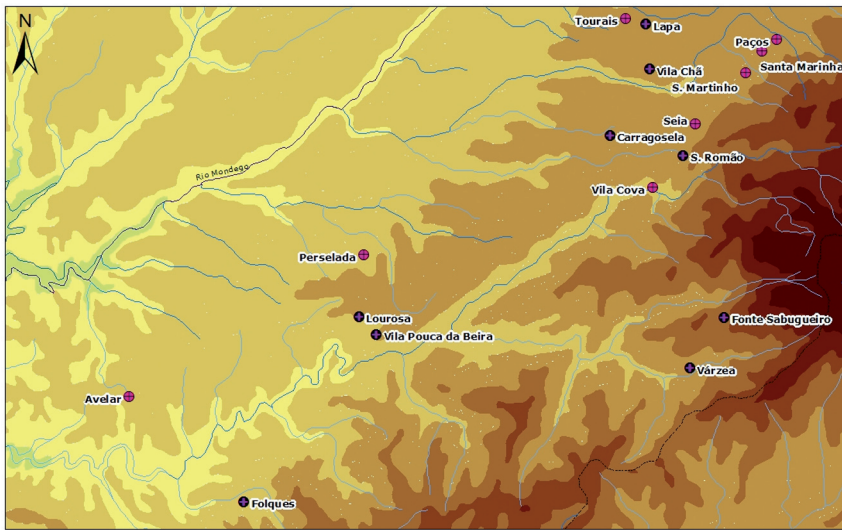 N
Tourais
Lapa
Paços
Santa Marinha
Vila Chã
S. Martinho
Seia
Carragosela
S. Romão
Rio Mondego
Vila Cova
Perselada
Lourosa
Fonte Sabugueiro
Vila Pouca da Beira
Várzea
Avelar
Folques